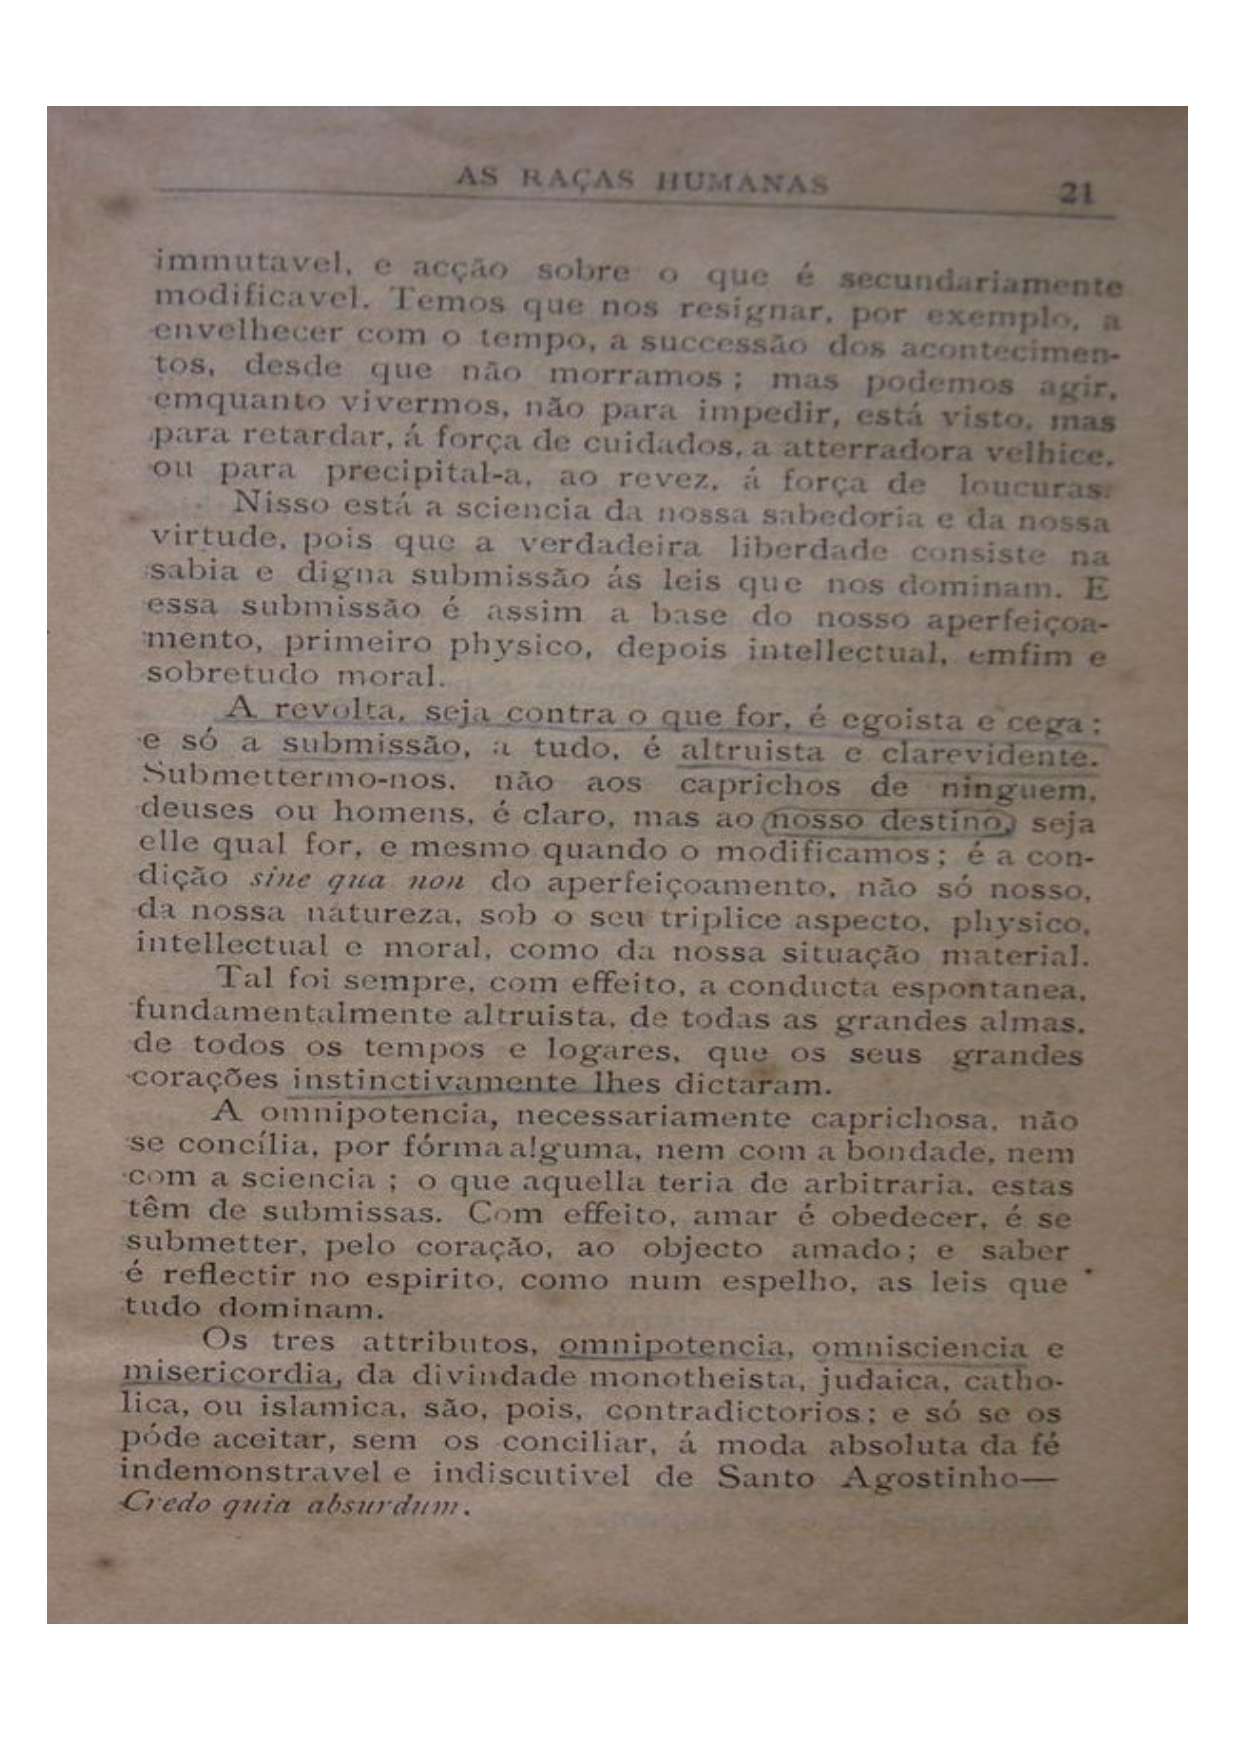 AS RAÇAS HUMANAS 21
immutavel, e acção sobre o que é secundariamente
modificavel. Temos que nos resignar, por exemplo, a
envelhecer com o tempo, a successão dos acontecimen-
tos, desde que não morramos; mas podemos agir,
emquanto vivermos, não para impedir, está visto, mas
para retardar, á força de cuidados, a atterradora velhice,
ou para precipital-a, ao revez, á força de loucuras.
Nisso está a sciencia da nossa sabedoria e da nossa
virtude, pois que a verdadeira liberdade consiste na
sabia e digna submissão ás leis que nos dominam. E
essa submissão é assim a base do nosso aperfeiçoa-
mento, primeiro physico, depois intellectual, emfim e
sobretudo moral.
A revolta, seja contra o que for, é egoista e cega;
e só a submissão, a tudo, é altruista e clarevidente.
Submettermo-nos, não aos caprichos de ninguem,
deuses ou homens, é claro, mas ao nosso destino, seja
elle qual for, e mesmo quando o modificamos; é a con-
dição sine qua non do aperfeiçoamento, não só nosso,
da nossa natureza, sob o seu triplice aspecto, physico,
intellectual e moral, como da nossa situação material.
Tal foi sempre, com effeito, a conducta espontanea,
fundamentalmente altruista, de todas as grandes almas,
de todos os tempos e logares, que os seus grandes
corações instinctivamente lhes dictaram.
A omnipotencia, necessariamente caprichosa, não
se concília, por fórma alguma, nem com a bondade, nem
com a sciencia; o que aquella teria de arbitraria, estas
têm de submissas. Com effeito, amar é obedecer, é se
submetter, pelo coração, ao objecto amado; e saber
é reflectir no espirito, como num espelho, as leis que
tudo dominam.
Os tres attributos, omnipotencia, omnisciencia e
misericordia, da divindade monotheista, judaica, catho-
lica, ou islamica, são, pois, contradictorios; e só se os
póde aceitar, sem os conciliar, á moda absoluta da fé
indemonstravel e indiscutivel de Santo Agostinho—
Credo quia absurdum.